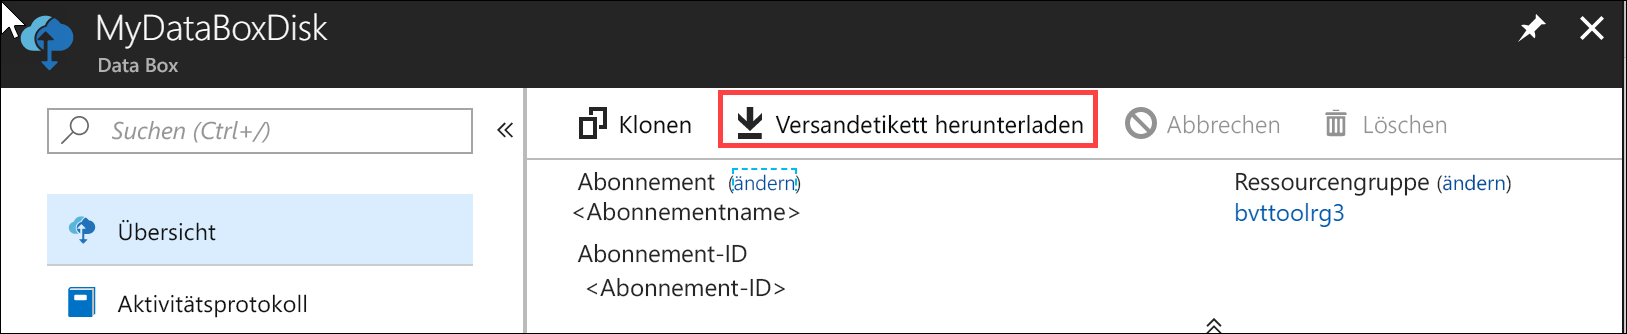 MyDataBoxDisk
Data Box
Suchen (Ctrl+/)
Übersicht
Aktivitätsprotokoll
Klonen Versandetikett herunterladen Abbrechen Löschen
Abonnement (ändern)
<Abonnementname>
Abonnement-ID
<Abonnement-ID>
Ressourcengruppe (ändern)
bvttoolrg3